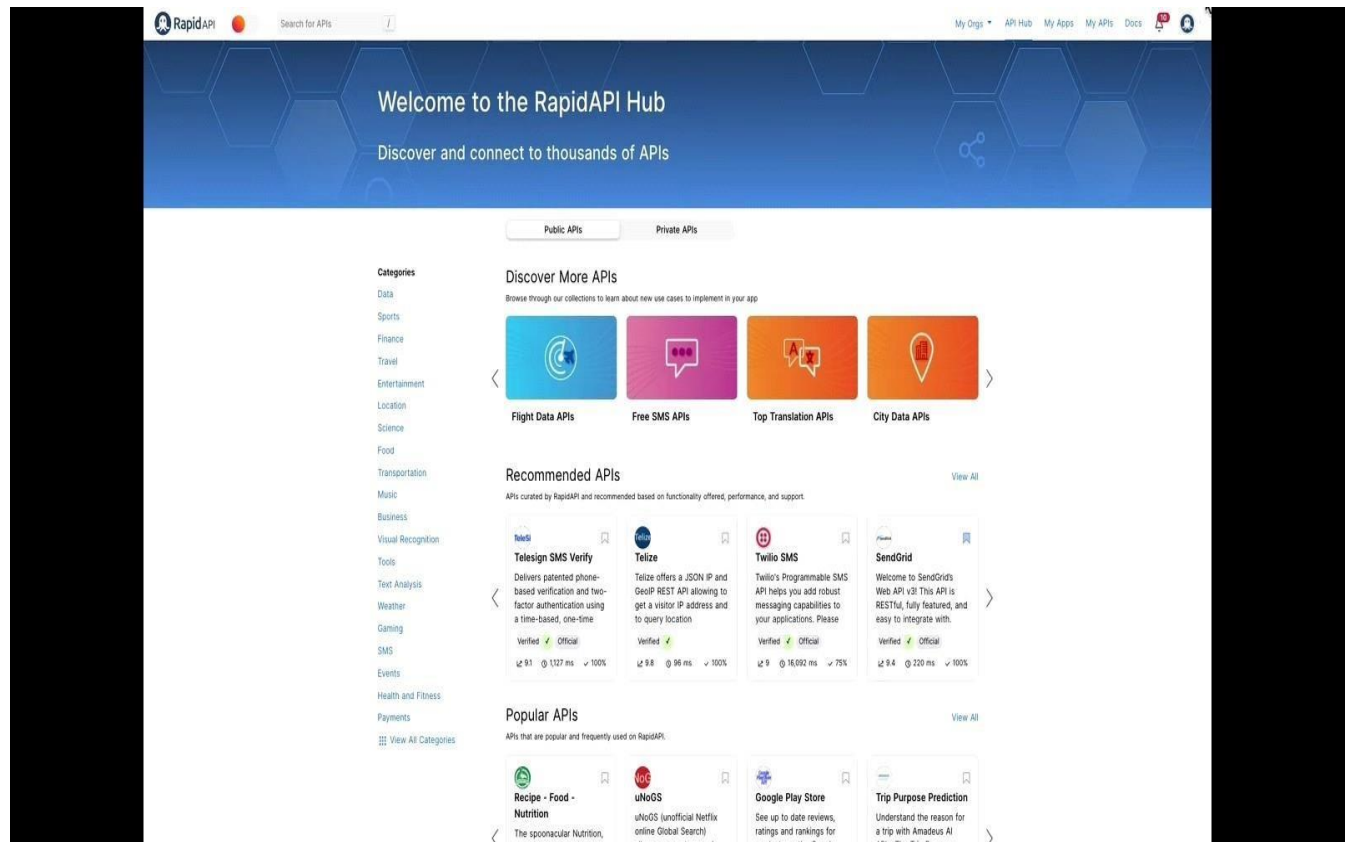 RapidAPI
Search for APIs
/
My Orgs
API Hub
My Apps
My APIs
Docs
10
Welcome to the RapidAPI Hub
Discover and connect to thousands of APIs
Public APIs
Private APIs
Categories
Data
Sports
Finance
Travel
Entertainment
Location
Science
Food
Transportation
Music
Business
Visual Recognition
Tools
Text Analysis
Weather
Gaming
SMS
Events
Health and Fitness
Payments
View All Categories
Discover More APIs
Browse through our collections to learn about new use cases to implement in your app
Flight Data APIs
Free SMS APIs
Top Translation APIs
City Data APIs
Recommended APIs
View All
APIs curated by RapidAPI and recommended based on functionality offered, performance, and support.
TeleSi
Telesign SMS Verify
Delivers patented phone-
based verification and two-
factor authentication using
a time-based, one-time
Verified ✓ Official
9.1 1,127 ms ✓ 100%
Telize
Telize
Telize offers a JSON IP and
GeoIP REST API allowing to
get a visitor IP address and
to query location
Verified ✓
9.8 96 ms ✓ 100%
Twilio SMS
Twilio's Programmable SMS
API helps you add robust
messaging capabilities to
your applications. Please
Verified ✓ Official
9 16,092 ms ✓ 75%
SendGrid
Welcome to SendGrid's
Web API v3! This API is
RESTful, fully featured, and
easy to integrate with.
Verified ✓ Official
9.4 220 ms ✓ 100%
Popular APIs
View All
APIs that are popular and frequently used on RapidAPI.
Recipe - Food -
Nutrition
The spoonacular Nutrition,
NoG
uNoGS
uNoGS (unofficial Netflix
online Global Search)
Google Play Store
See up to date reviews,
ratings and rankings for
Trip Purpose Prediction
Understand the reason for
a trip with Amadeus AI